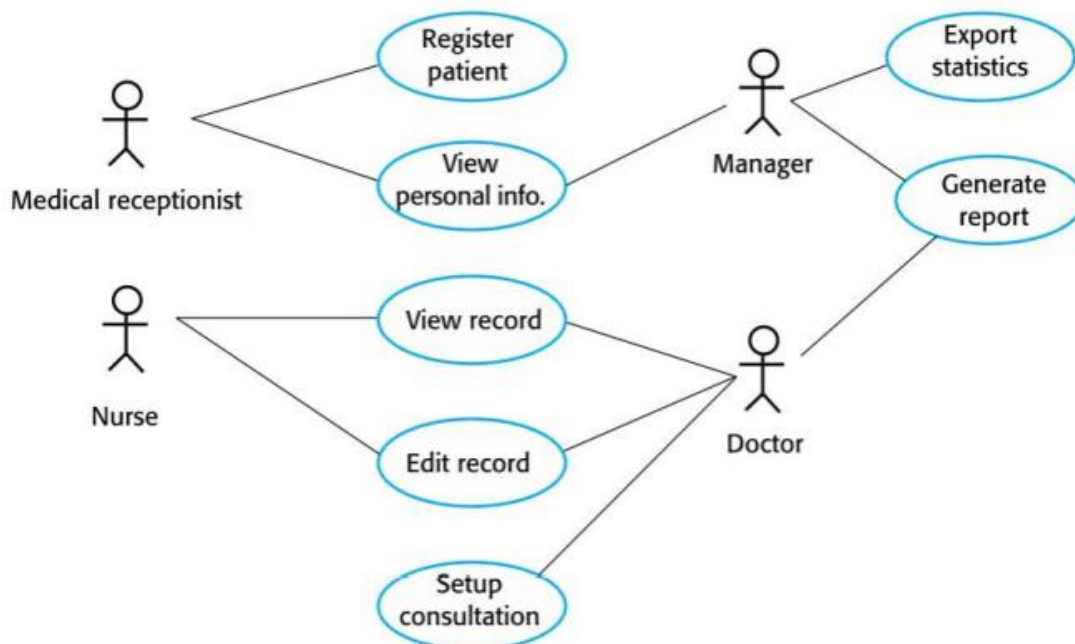 Register
patient
Export
statistics
Medical receptionist
View
personal info.
Manager
Generate
report
Nurse
View record
Edit record
Doctor
Setup
consultation